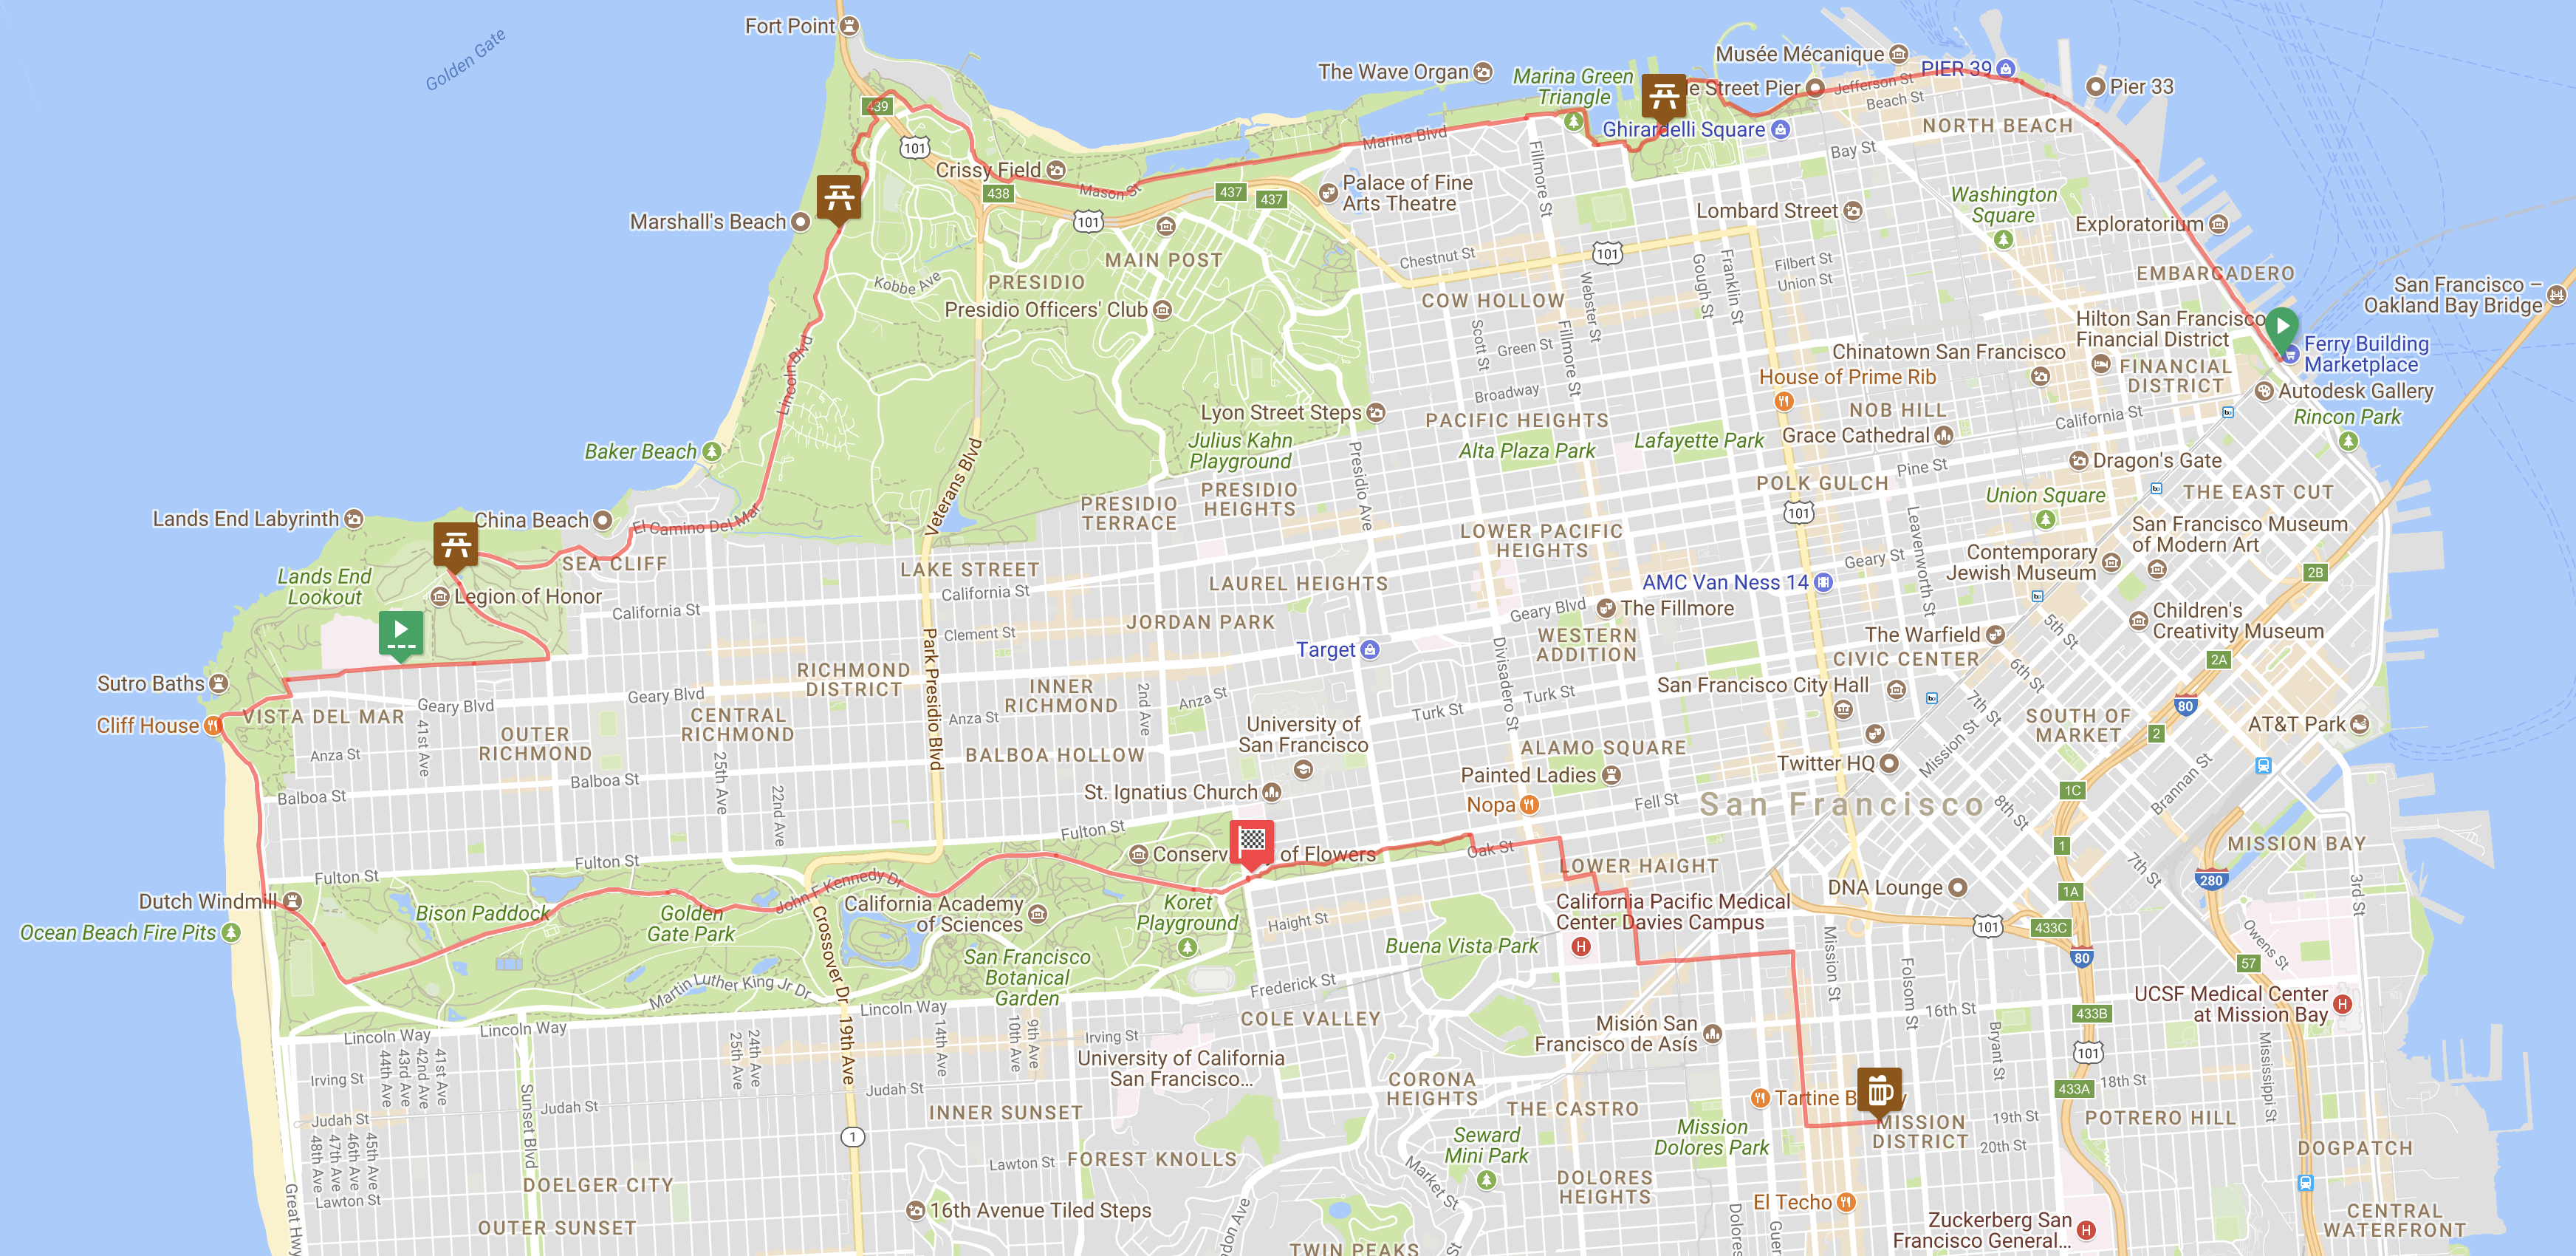 Fort Point
Golden Gate
Musée Mécanique
The Wave Organ
Marina Green
Triangle
PIER 39
Pier 33
Jefferson St
Beach St
439
101
Marina Blvd
Ghirardelli Square
NORTH BEACH
Bay St
Fillmore St
Crissy Field
438
Mason St
437
437
Palace of Fine
Arts Theatre
Marshall's Beach
101
Lombard Street
Washington
Square
Exploratorium
MAIN POST
Kobbe Ave
PRESIDIO
Presidio Officers' Club
Chestnut St
101
Gough St
Franklin St
Filbert St
Union St
EMBARCADERO
San Francisco –
Oakland Bay Bridge
COW HOLLOW
Webster St
Scott St
Fillmore St
Green St
Hilton San Francisco
Financial District
Ferry Building
Marketplace
Chinatown San Francisco
FINANCIAL
DISTRICT
House of Prime Rib
Autodesk Gallery
Lincoln Blvd
Broadway
NOB HILL
California St
Rincon Park
Lyon Street Steps
PACIFIC HEIGHTS
Julius Kahn
Playground
Alta Plaza Park
Lafayette Park
Grace Cathedral
Baker Beach
Veterans Blvd
Presidio Ave
Pine St
Dragon's Gate
POLK GULCH
THE EAST CUT
Union Square
PRESIDIO
TERRACE
PRESIDIO
HEIGHTS
101
Leavenworth St
San Francisco Museum
of Modern Art
Lands End Labyrinth
China Beach
El Camino Del Mar
LOWER PACIFIC
HEIGHTS
Geary St
Contemporary
Jewish Museum
2B
SEA CLIFF
LAKE STREET
LAUREL HEIGHTS
AMC Van Ness 14
Lands End
Lookout
Legion of Honor
California St
California St
Geary Blvd
The Fillmore
Children's
Creativity Museum
JORDAN PARK
Clement St
Target
WESTERN
ADDITION
The Warfield
5th St
CIVIC CENTER
2A
6th St
Park Presidio Blvd
Divisadero St
RICHMOND
DISTRICT
Sutro Baths
Geary Blvd
Geary Blvd
INNER
RICHMOND
2nd Ave
Anza St
Turk St
Turk St
San Francisco City Hall
7th St
80
SOUTH OF
MARKET
Cliff House
VISTA DEL MAR
41st Ave
OUTER
RICHMOND
CENTRAL
RICHMOND
Anza St
University of
San Francisco
AT&T Park
2
Mission St
Anza St
BALBOA HOLLOW
ALAMO SQUARE
Twitter HQ
Balboa St
Balboa St
25th Ave
22nd Ave
St. Ignatius Church
Painted Ladies
Nopa
Fell St
San Francisco
1C
8th St
Brannan St
Fulton St
Oak St
MISSION BAY
1
Fulton St
Fulton St
LOWER HAIGHT
7th St
280
Dutch Windmill
John F Kennedy Dr
DNA Lounge
1A
3rd St
Bison Paddock
Golden
Gate Park
California Academy
of Sciences
Koret
Playground
Haight St
California Pacific Medical
Center Davies Campus
101
433C
Ocean Beach Fire Pits
Crossover Dr
Buena Vista Park
Mission St
80
Owens St
San Francisco
Botanical
Garden
57
Martin Luther King Jr Dr
Frederick St
Folsom St
UCSF Medical Center
at Mission Bay
Lincoln Way
Lincoln Way
Lincoln Way
COLE VALLEY
16th St
433B
Misión San
Francisco de Asís
19th Ave
25th Ave
24th Ave
14th Ave
10th Ave
9th Ave
Irving St
University of California
San Francisco...
Bryant St
101
Mississippi St
44th Ave
43rd Ave
42nd Ave
41st Ave
Irving St
Judah St
CORONA
HEIGHTS
433A
18th St
Sunset Blvd
Judah St
Judah St
INNER SUNSET
THE CASTRO
MISSION
DISTRICT
19th St
POTRERO HILL
1
48th Ave
47th Ave
46th Ave
45th Ave
Seward
Mini Park
Mission
Dolores Park
20th St
DOGPATCH
Lawton St
FOREST KNOLLS
Great Hwy
Lawton St
DOELGER CITY
Market St
DOLORES
HEIGHTS
16th Avenue Tiled Steps
El Techo
OUTER SUNSET
Zuckerberg San
Francisco General...
CENTRAL
WATERFRONT
TWIN PEAKS